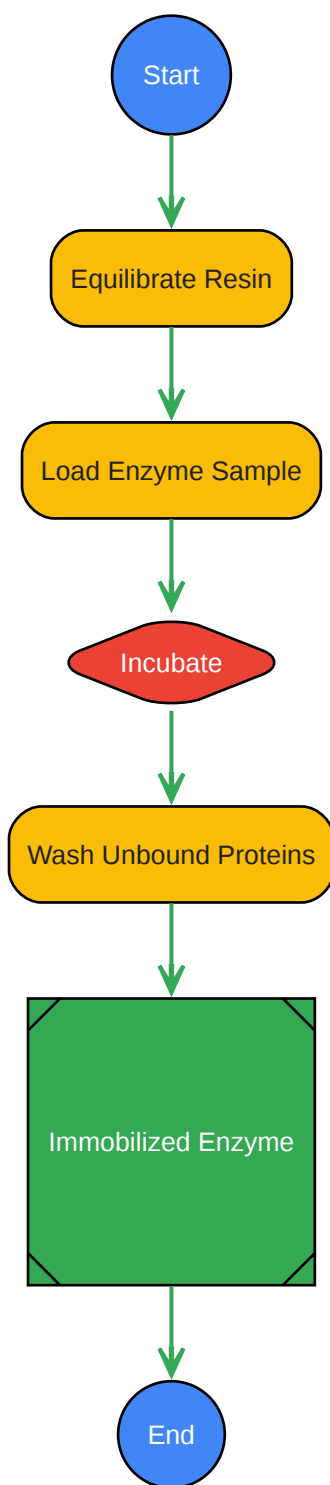 Start
Equilibrate Resin
Load Enzyme Sample
Incubate
Wash Unbound Proteins
Immobilized Enzyme
End